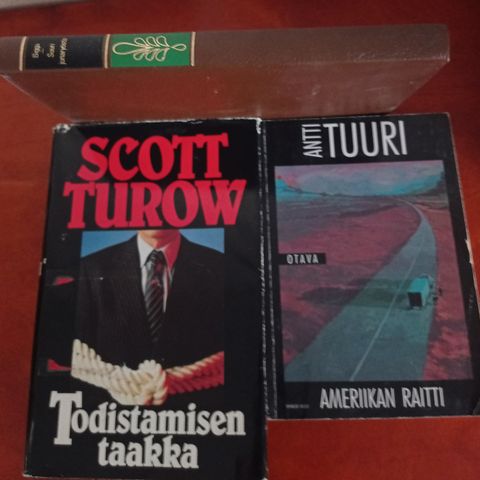 SCOTT
TUROW
Todistamisen
taakka
ANTTI
TUURI
OTAVA
AMERIIKAN RAITTI